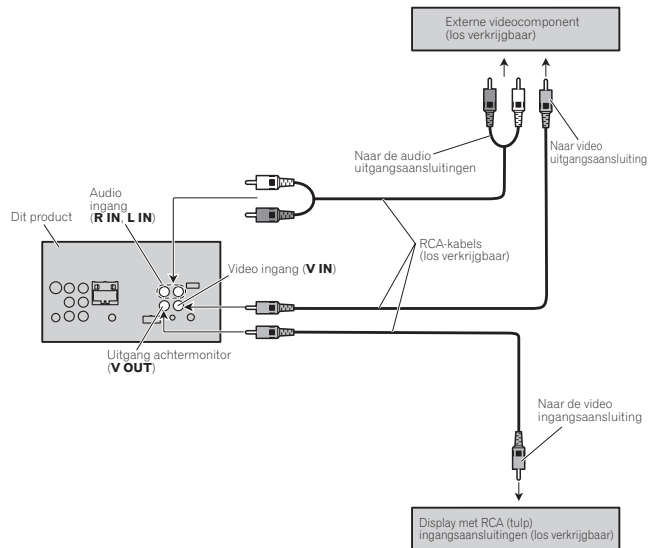 Externe videocomponent
(los verkrijgbaar)
Naar video
uitgangsaansluiting
Naar de audio
uitgangsaansluitingen
Audio
ingang
(R IN, L IN)
Dit product
RCA-kabels
(los verkrijgbaar)
Video ingang (V IN)
Uitgang achtermonitor
(V OUT)
Naar de video
ingangsaansluiting
Display met RCA (tulp)
ingangsaansluitingen (los verkrijgbaar)